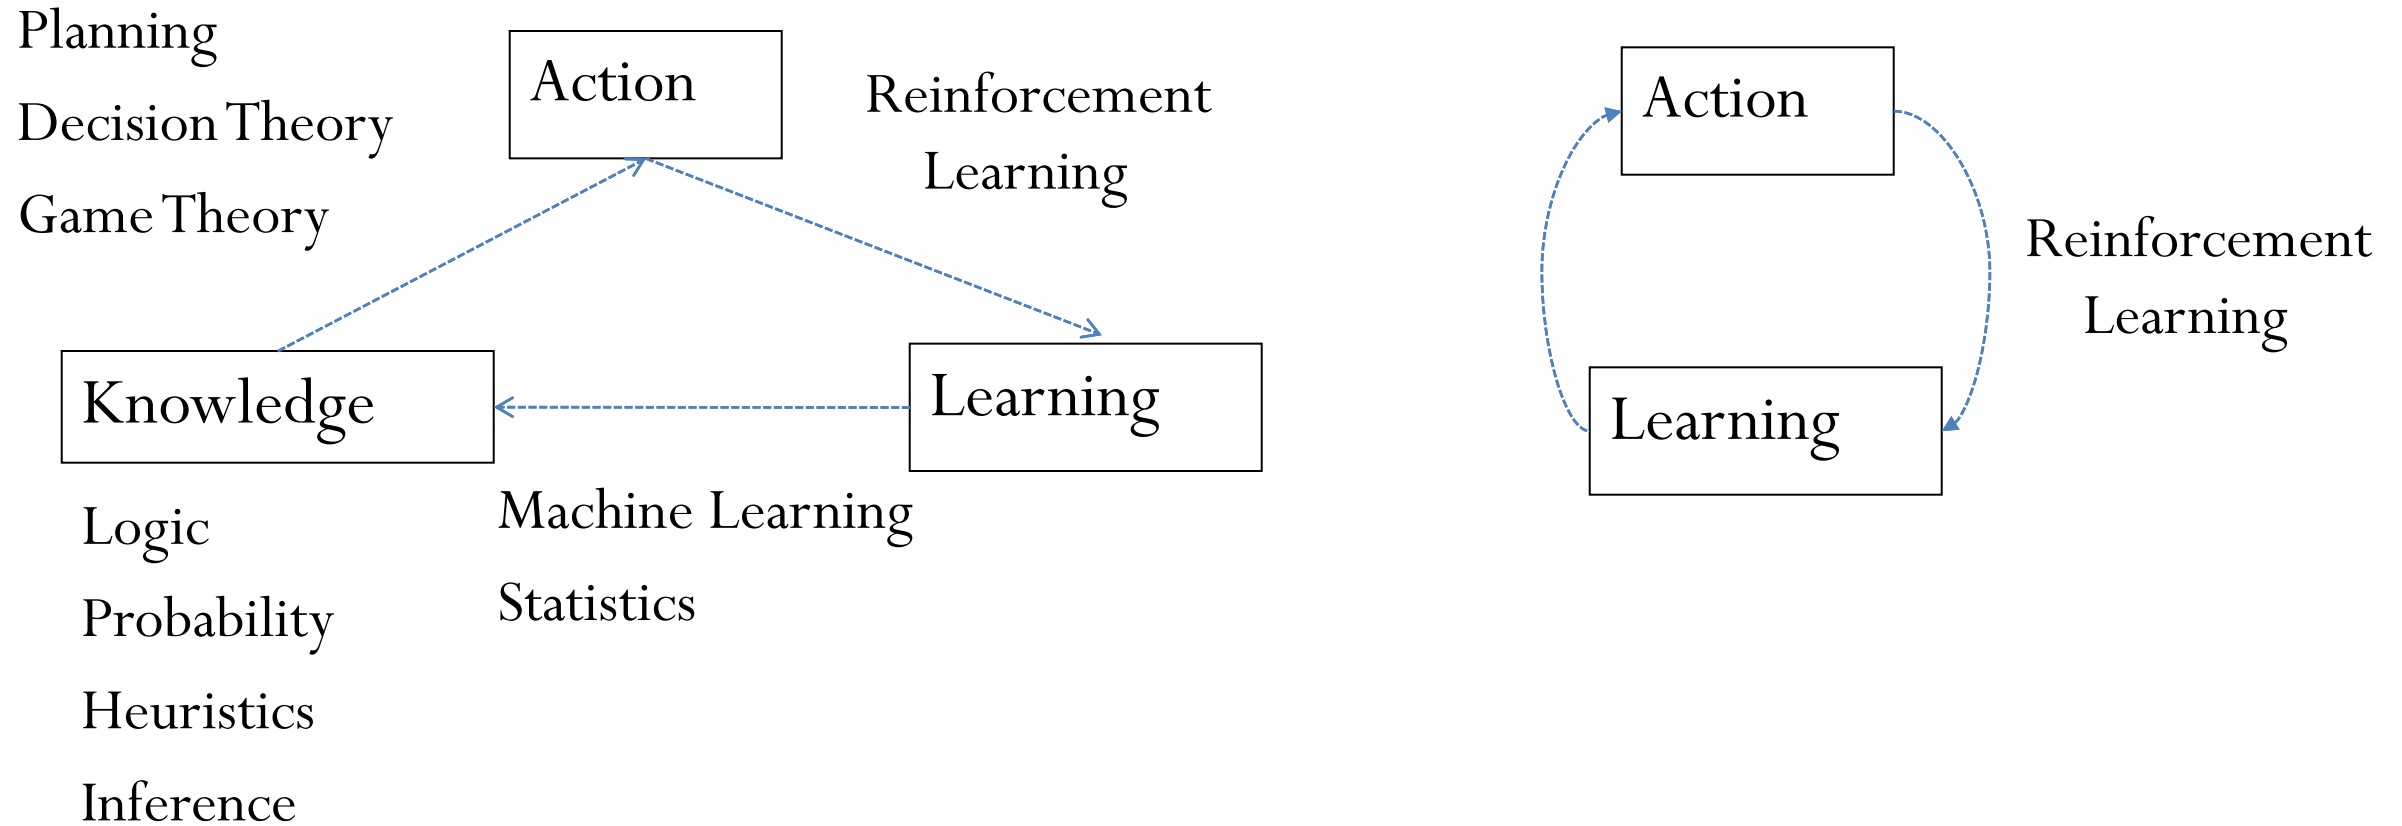 Planning
Decision Theory
Game Theory
Action
Reinforcement
Learning
Knowledge
Learning
Logic
Probability
Heuristics
Inference
Machine Learning
Statistics
Action
Reinforcement
Learning
Learning